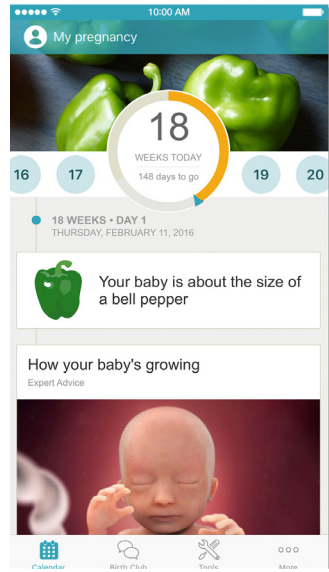 10:00 AM
My pregnancy
18
WEEKS TODAY
148 days to go
16
17
19
20
18 WEEKS • DAY 1
THURSDAY, FEBRUARY 11, 2016
Your baby is about the size of
a bell pepper
How your baby's growing
Expert Advice
Calendar
Birth Club
Tools
More